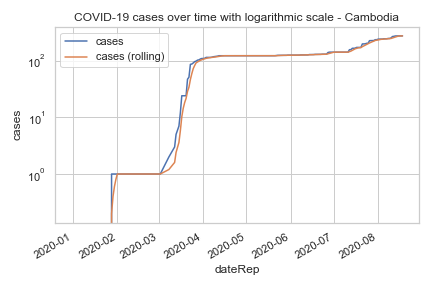 COVID-19 cases over time with logarithmic scale - Cambodia
cases
cases (rolling)
10²
10¹
10⁰
cases
2020-01
2020-02
2020-03
2020-04
2020-05
2020-06
2020-07
2020-08
dateRep